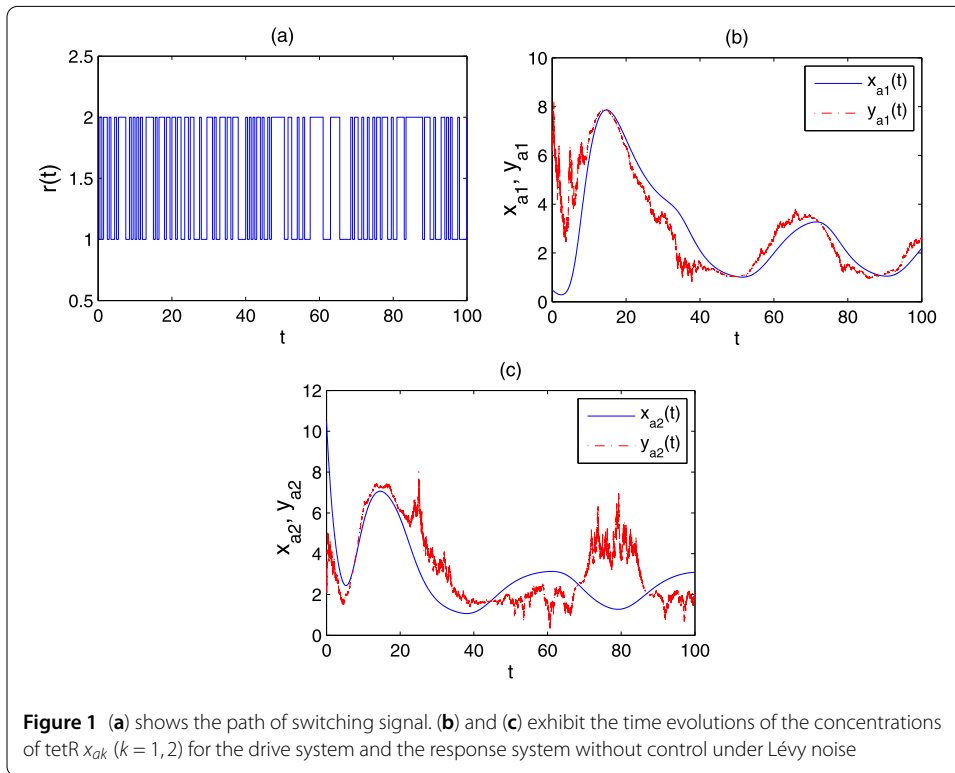 (a)
2.5
2
1.5
1
0.5
r(t)
0 20 40 60 80 100
t
(b)
10
8
6
4
2
0
x_a1, y_a1
x_a1(t)
y_a1(t)
0 20 40 60 80 100
t
(c)
12
10
8
6
4
2
0
x_a2, y_a2
x_a2(t)
y_a2(t)
0 20 40 60 80 100
t
Figure 1 (a) shows the path of switching signal. (b) and (c) exhibit the time evolutions of the concentrations
of tetR x_ak (k = 1, 2) for the drive system and the response system without control under Lévy noise